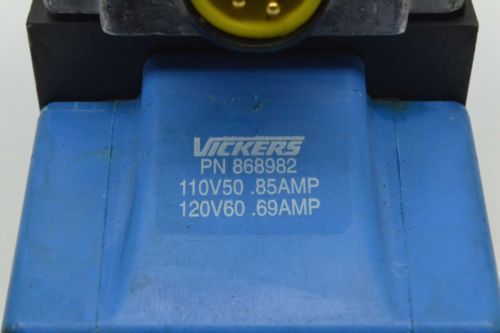 VICKERS
PN 868982
110V50 .85AMP
120V60 .69AMP